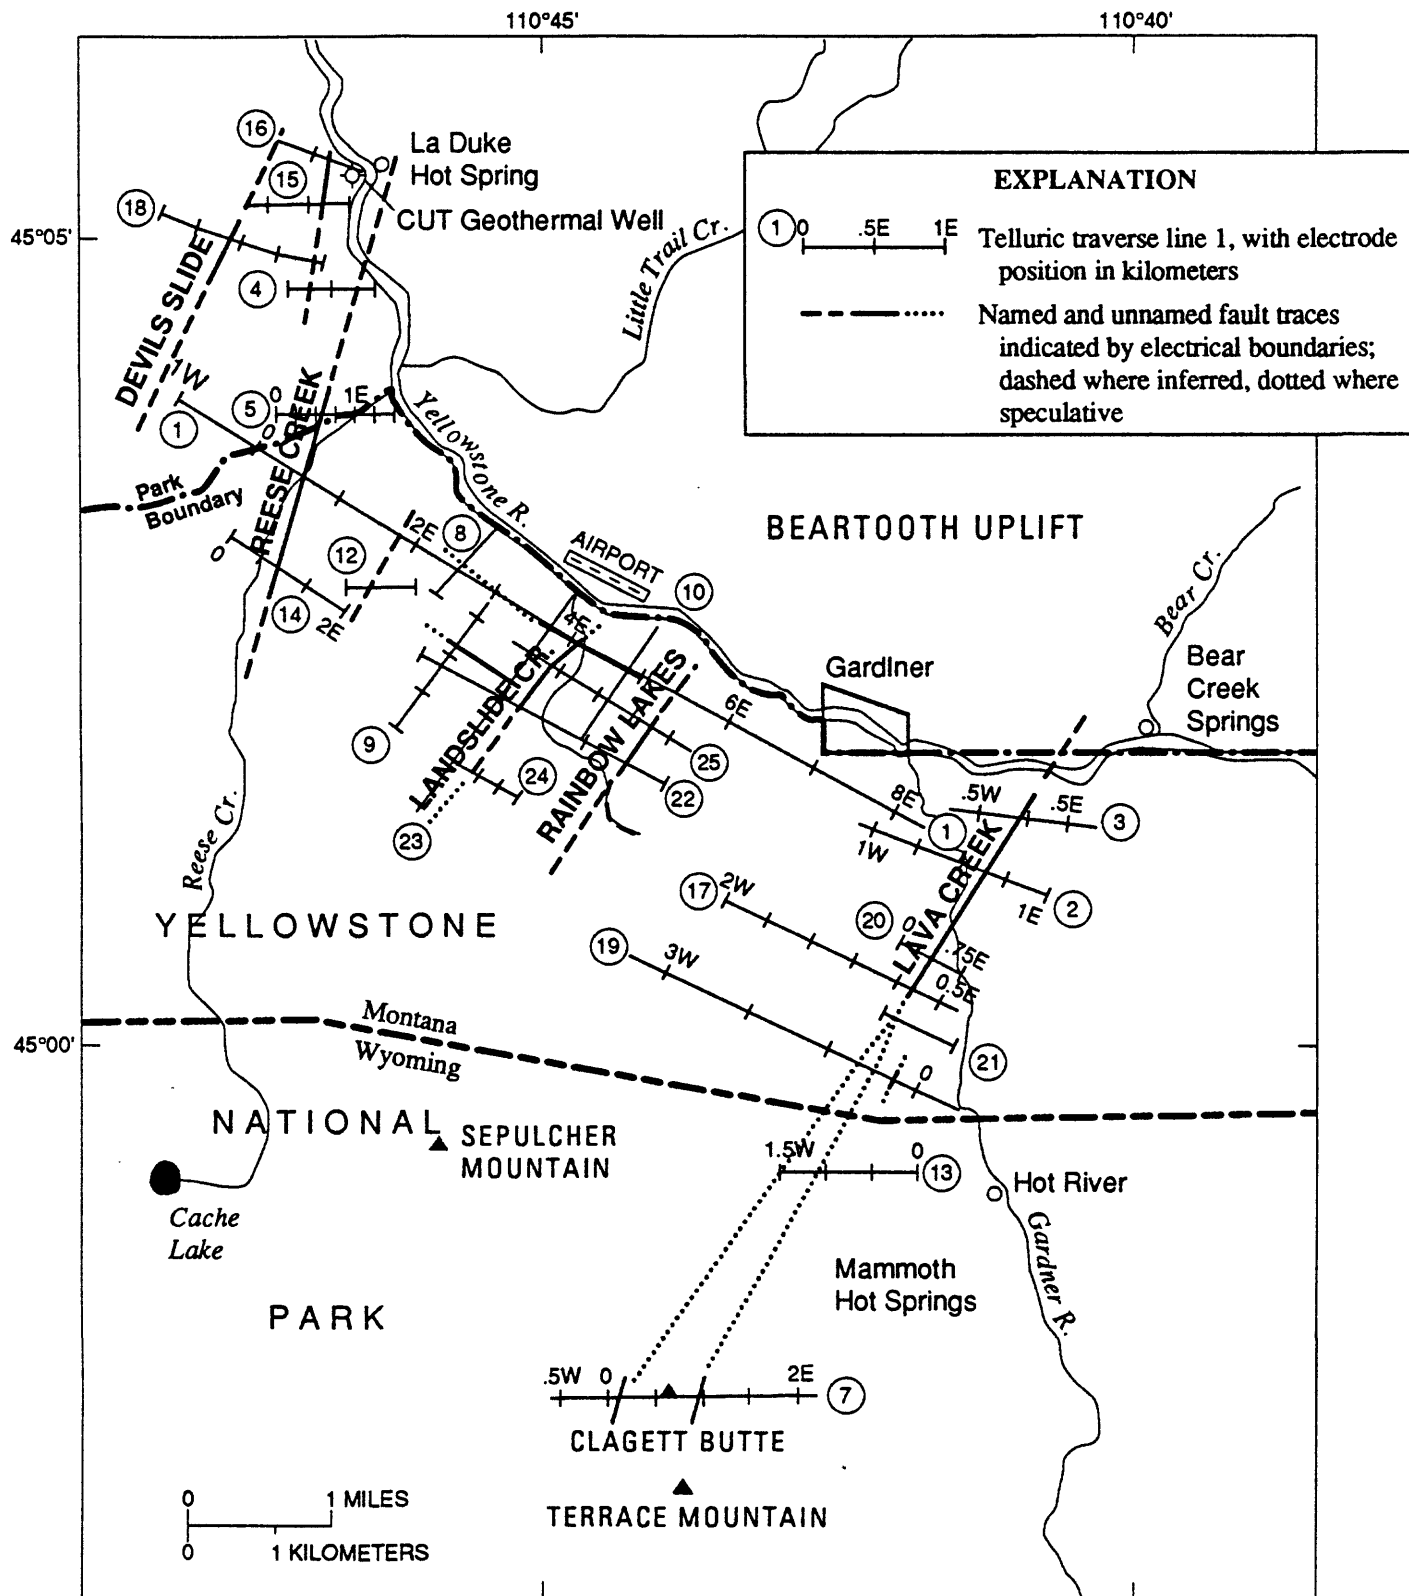 110°45'
110°40'
16
La Duke
Hot Spring
15
CUT Geothermal Well
18
45°05'
4
DEVILS SLIDE
Little Trail Cr.
EXPLANATION
1 0 .5E 1E
Telluric traverse line 1, with electrode
position in kilometers
Named and unnamed fault traces
indicated by electrical boundaries;
dashed where inferred, dotted where
speculative
1W
1
5
0
1E
0
REESE CREEK
Yellowstone R.
Park
Boundary
0
12
14
2E
2E
8
AIRPORT
10
BEARTOOTH UPLIFT
Bear Cr.
Bear
Creek
Springs
Gardiner
4E
LANDSLIDE CR.
RAINBOW LAKES
6E
9
24
25
22
23
8E
1
.5W
.5E
3
1W
1E
2
LAVA CREEK
17
2W
20
0
.75E
0.5E
19
3W
0
21
Reese Cr.
YELLOWSTONE
Montana
Wyoming
45°00'
NATIONAL
SEPULCHER
MOUNTAIN
1.5W
0
13
Hot River
Cache
Lake
Gardner R.
Mammoth
Hot Springs
PARK
.5W
0
2E
7
CLAGETT BUTTE
TERRACE MOUNTAIN
0 1 MILES
0 1 KILOMETERS